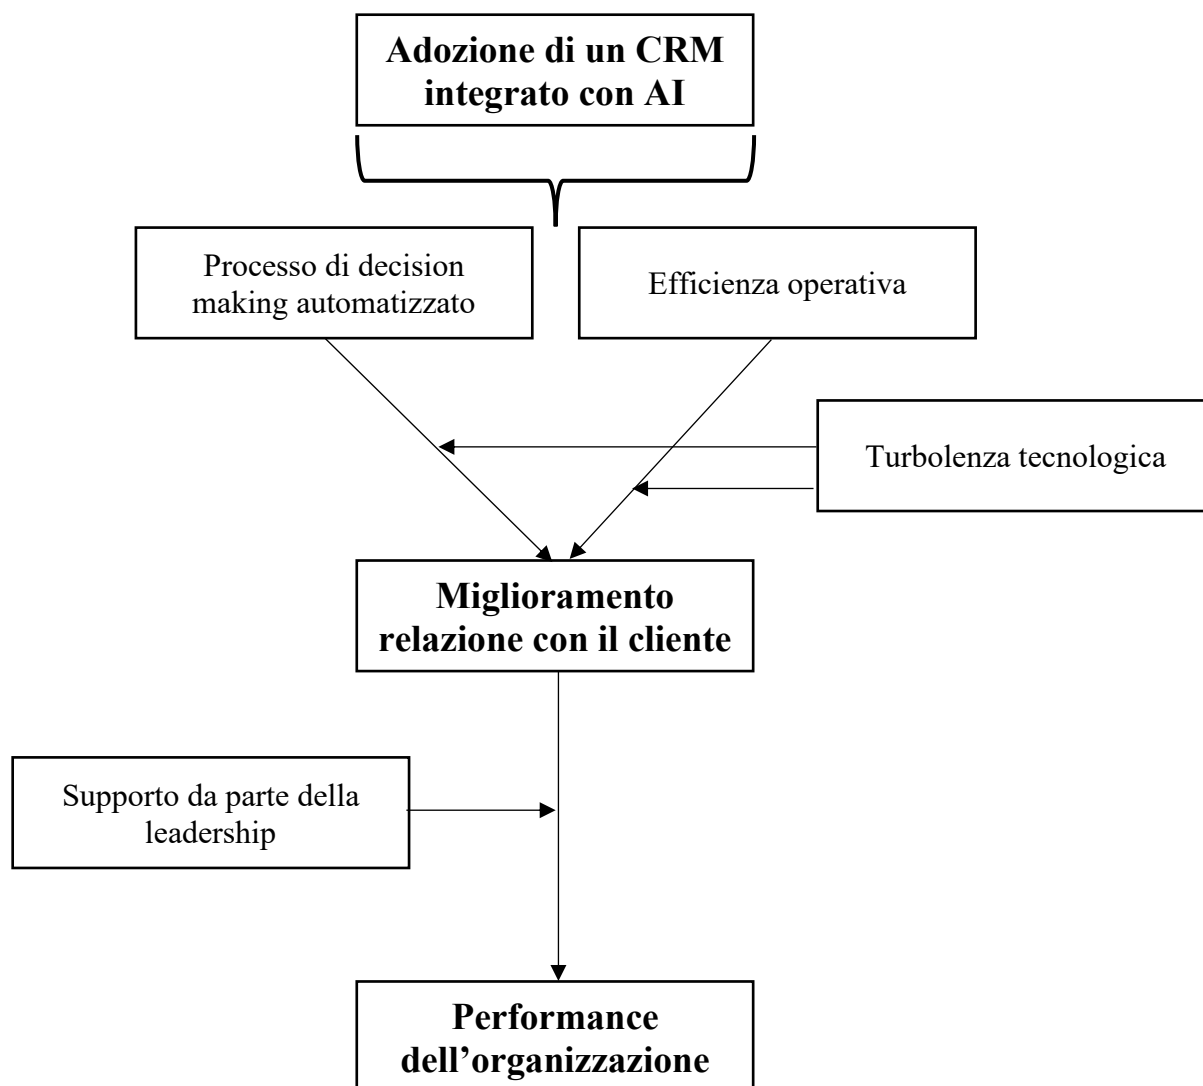 Adozione di un CRM
integrato con AI
Processo di decision
making automatizzato
Efficienza operativa
Turbolenza tecnologica
Miglioramento
relazione con il cliente
Supporto da parte della
leadership
Performance
dell’organizzazione